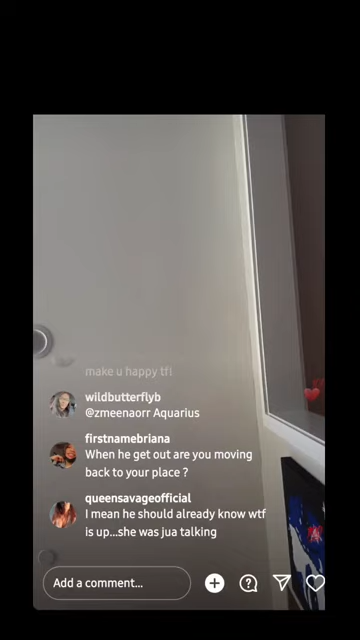 make u happy tfl
wildbutterflyb
@zmeenaorr Aquarius
firstnamebriana
When he get out are you moving
back to your place ?
queensavageofficial
I mean he should already know wtf
is up...she was jua talking
Add a comment...